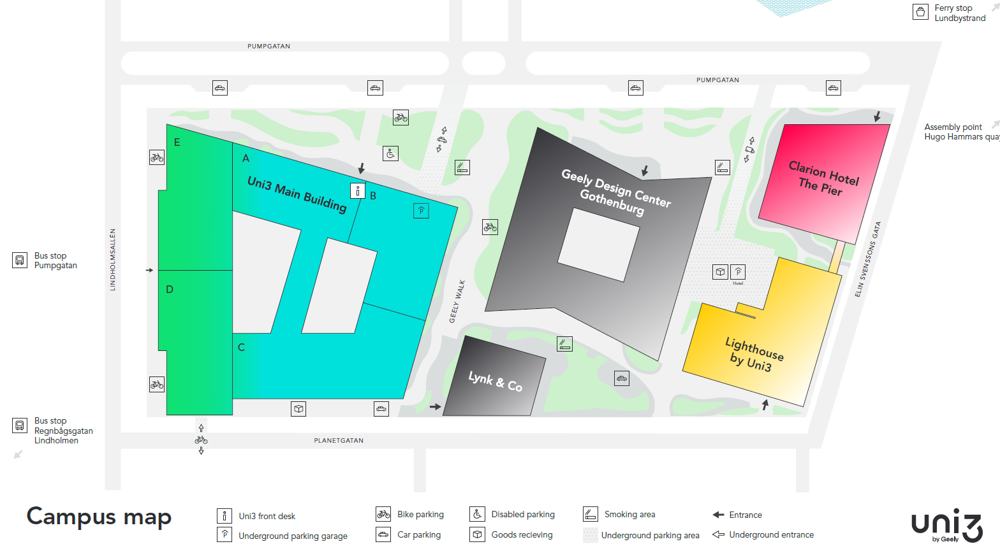 Ferry stop
Lundbystrand
PUMPGATAN
PUMPGATAN
Assembly point
Hugo Hammars quay
E
A
Uni3 Main Building
i
B
P
Geely Design Center
Gothenburg
Clarion Hotel
The Pier
LINDHOLMSALLÉN
Bus stop
Pumpgatan
D
C
GEELY WALK
P
Hotel
ELIN SVENSSONS GATA
Lighthouse
by Uni3
Lynk & Co
Bus stop
Regnbågsgatan
Lindholmen
PLANETGATAN
Campus map
i
Uni3 front desk
P
Underground parking garage
Bike parking
Car parking
Disabled parking
Goods recieving
Smoking area
Underground parking area
Entrance
Underground entrance
uni3
by Geely